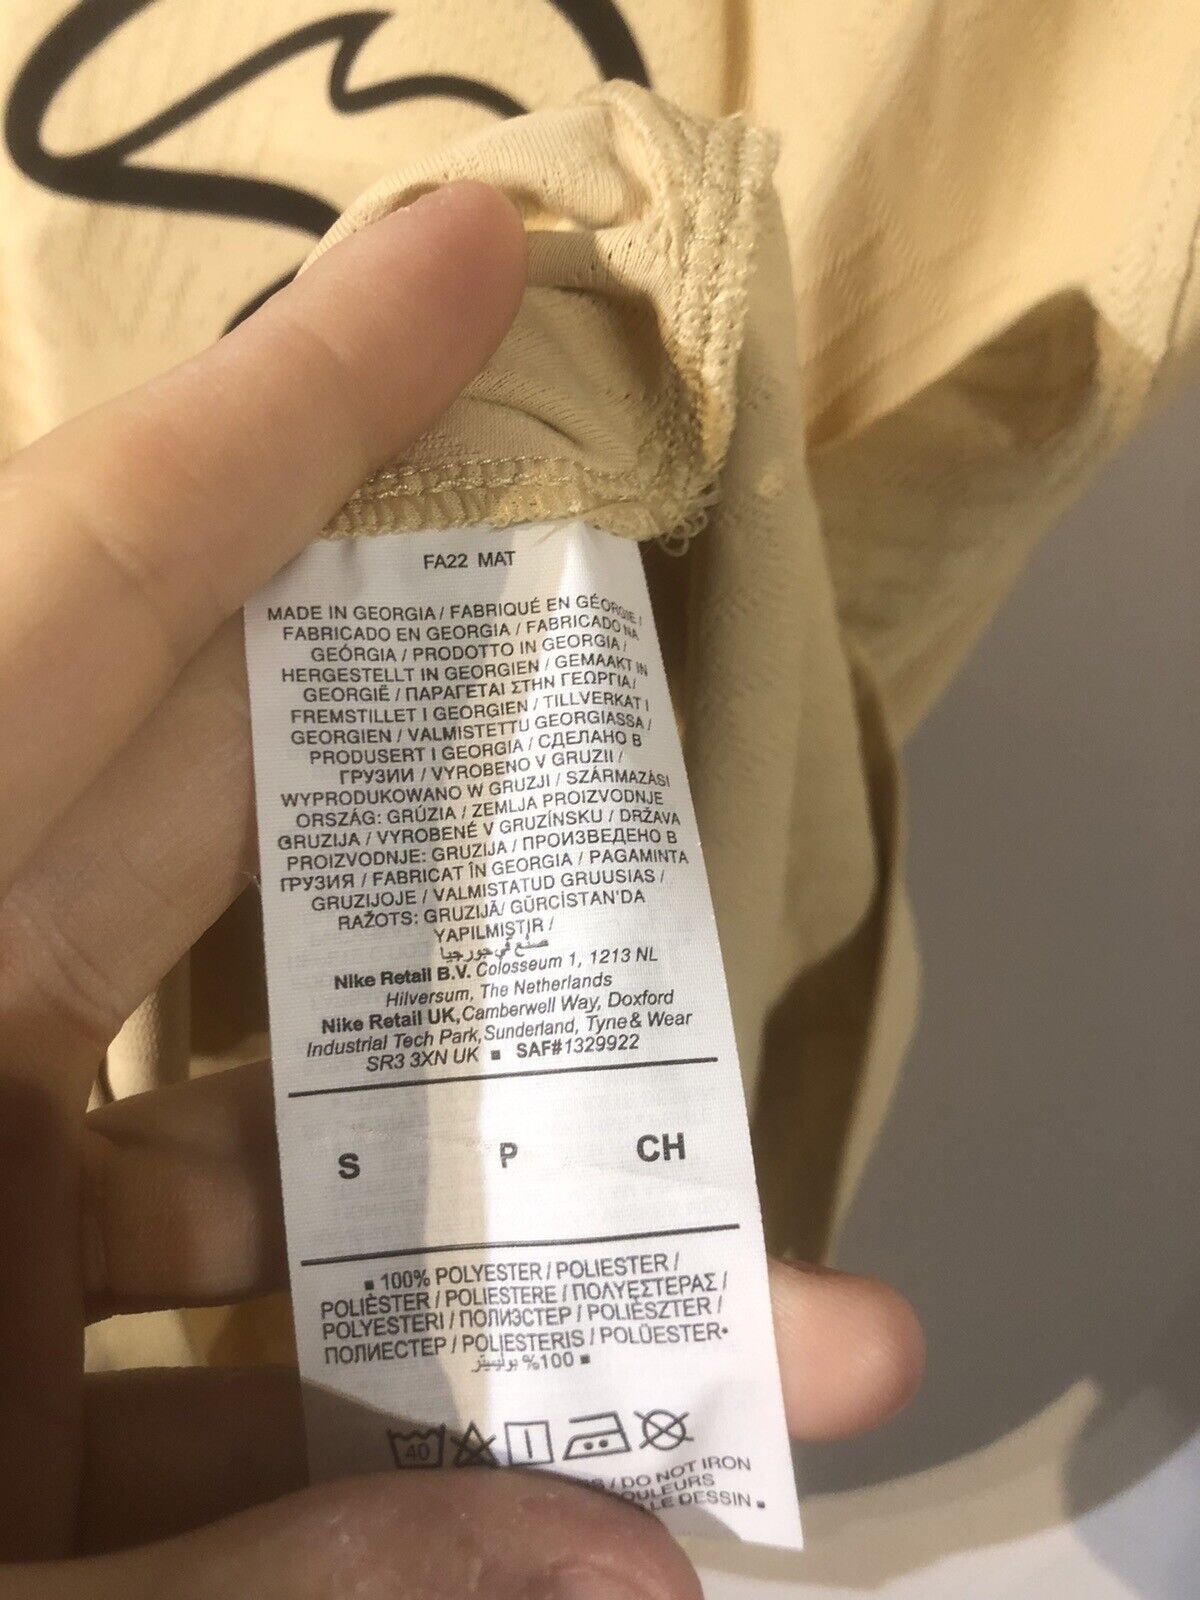 FA22 MAT
MADE IN GEORGIA / FABRIQUÉ EN GÉORGIE /
FABRICADO EN GEORGIA / FABRICADO NA
GEÓRGIA / PRODOTTO IN GEORGIA /
HERGESTELLT IN GEORGIEN / GEMAAKT IN
GEORGIË / ΠΑΡΑΓΕΤΑΙ ΣΤΗΝ ΓΕΩΡΓΙΑ/
FREMSTILLET I GEORGIEN / TILLVERKAT I
GEORGIEN / VALMISTETTU GEORGIASSA /
PRODUSERT I GEORGIA / СДЕЛАНО В
ГРУЗИИ / VYROBENO V GRUZII /
WYPRODUKOWANO W GRUZJI / SZÁRMAZÁSI
ORSZÁG: GRÚZIA / ZEMLJA PROIZVODNJE
GRUZIJA / VYROBENÉ V GRUZÍNSKU / DRŽAVA
PROIZVODNJE: GRUZIJA / ПРОИЗВЕДЕНО В
ГРУЗИЯ / FABRICAT ÎN GEORGIA / PAGAMINTA
GRUZIJOJE / VALMISTATUD GRUUSIAS /
RAŽOTS: GRUZIJĀ/ GÜRCİSTAN'DA
YAPILMIŞTIR /
صنع في جورجيا
Nike Retail B.V. Colosseum 1, 1213 NL
Hilversum, The Netherlands
Nike Retail UK, Camberwell Way, Doxford
Industrial Tech Park, Sunderland, Tyne & Wear
SR3 3XN UK ■ SAF#1329922
S P CH
■ 100% POLYESTER / POLIESTER /
POLIÉSTER / POLIESTERE / ΠΟΛΥΕΣΤΕΡΑΣ /
POLYESTERI / ПОЛИЭСТЕР / POLIÉSZTER /
ПОЛИЕСТЕР / POLIESTERIS / POLÜESTER•
100% بوليستر ■
40
/ DO NOT IRON
LE DESSIN ■